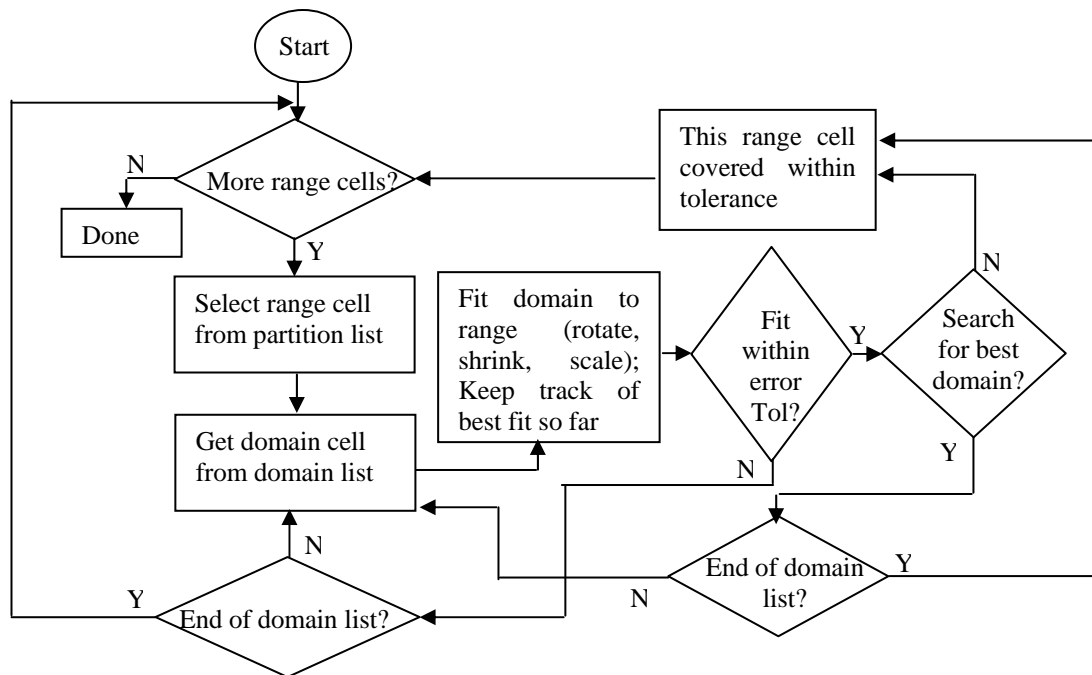 Start
This range cell
covered within
tolerance
N
More range cells?
Done
Y
N
Select range cell
from partition list
Fit domain to
range (rotate,
shrink, scale);
Keep track of
best fit so far
Fit
within
error
Tol?
Y
Search
for best
domain?
Get domain cell
from domain list
N
Y
N
Y
End of domain list?
N
End of domain
list?
Y